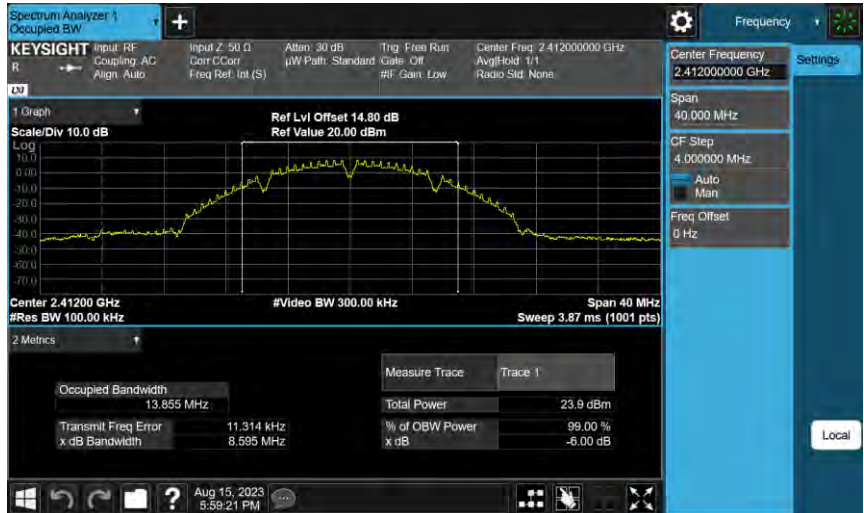 Spectrum Analyzer 1
Occupied BW
+
Frequency
KEYSIGHT
R
LXI
Input: RF
Coupling: AC
Align: Auto
Input Z: 50 Ω
Corr CCorr
Freq Ref: Int (S)
Atten: 30 dB
µW Path: Standard
Trig: Free Run
Gate: Off
#IF Gain: Low
Center Freq: 2.412000000 GHz
Avg|Hold: 1/1
Radio Std: None
Center Frequency
2.412000000 GHz
Settings
Span
40.000 MHz
CF Step
4.000000 MHz
Auto
Man
Freq Offset
0 Hz
Local
1 Graph
Scale/Div 10.0 dB
Ref Lvl Offset 14.80 dB
Ref Value 20.00 dBm
Log
10.0
0.00
-10.0
-20.0
-30.0
-40.0
-50.0
-60.0
-70.0
Center 2.41200 GHz
#Video BW 300.00 kHz
Span 40 MHz
#Res BW 100.00 kHz
Sweep 3.87 ms (1001 pts)
2 Metrics
Measure Trace
Trace 1
Occupied Bandwidth
13.855 MHz
Total Power
23.9 dBm
Transmit Freq Error
11.314 kHz
% of OBW Power
99.00 %
x dB Bandwidth
8.595 MHz
x dB
-6.00 dB
?
Aug 15, 2023
5:59:21 PM